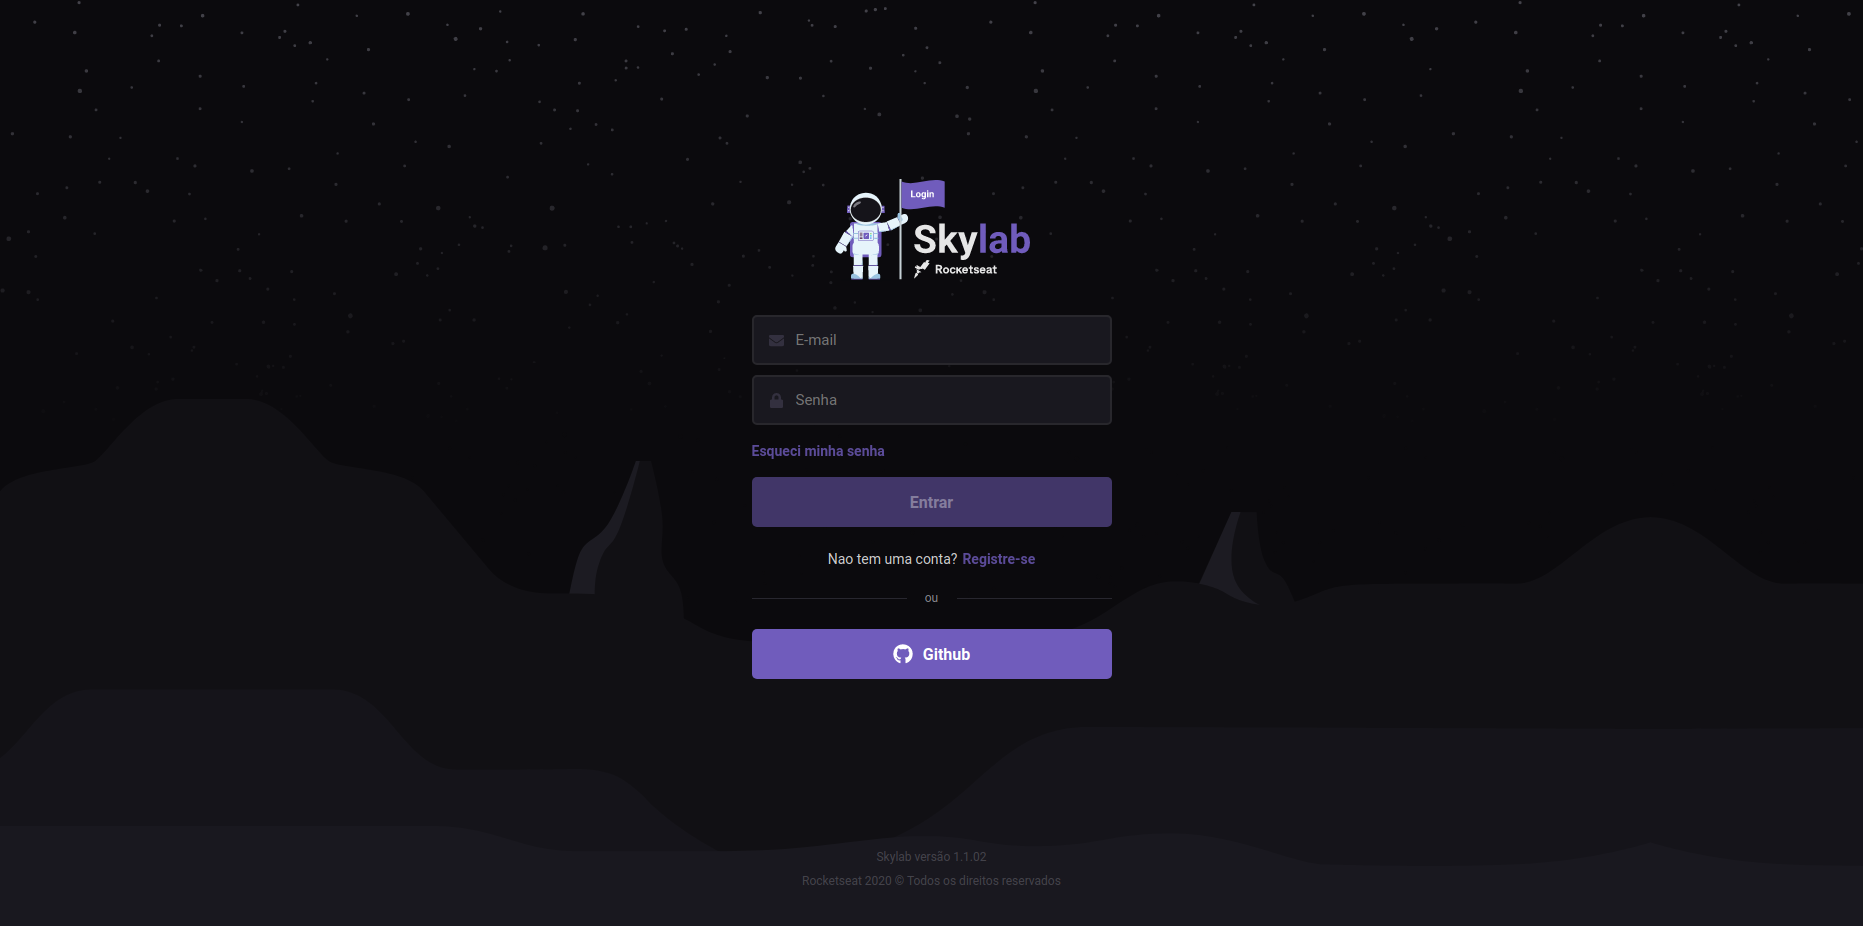 Login
Skylab
Rocketseat
E-mail
Senha
Esqueci minha senha
Entrar
Nao tem uma conta? Registre-se
ou
Github
Skylab versão 1.1.02
Rocketseat 2020 © Todos os direitos reservados